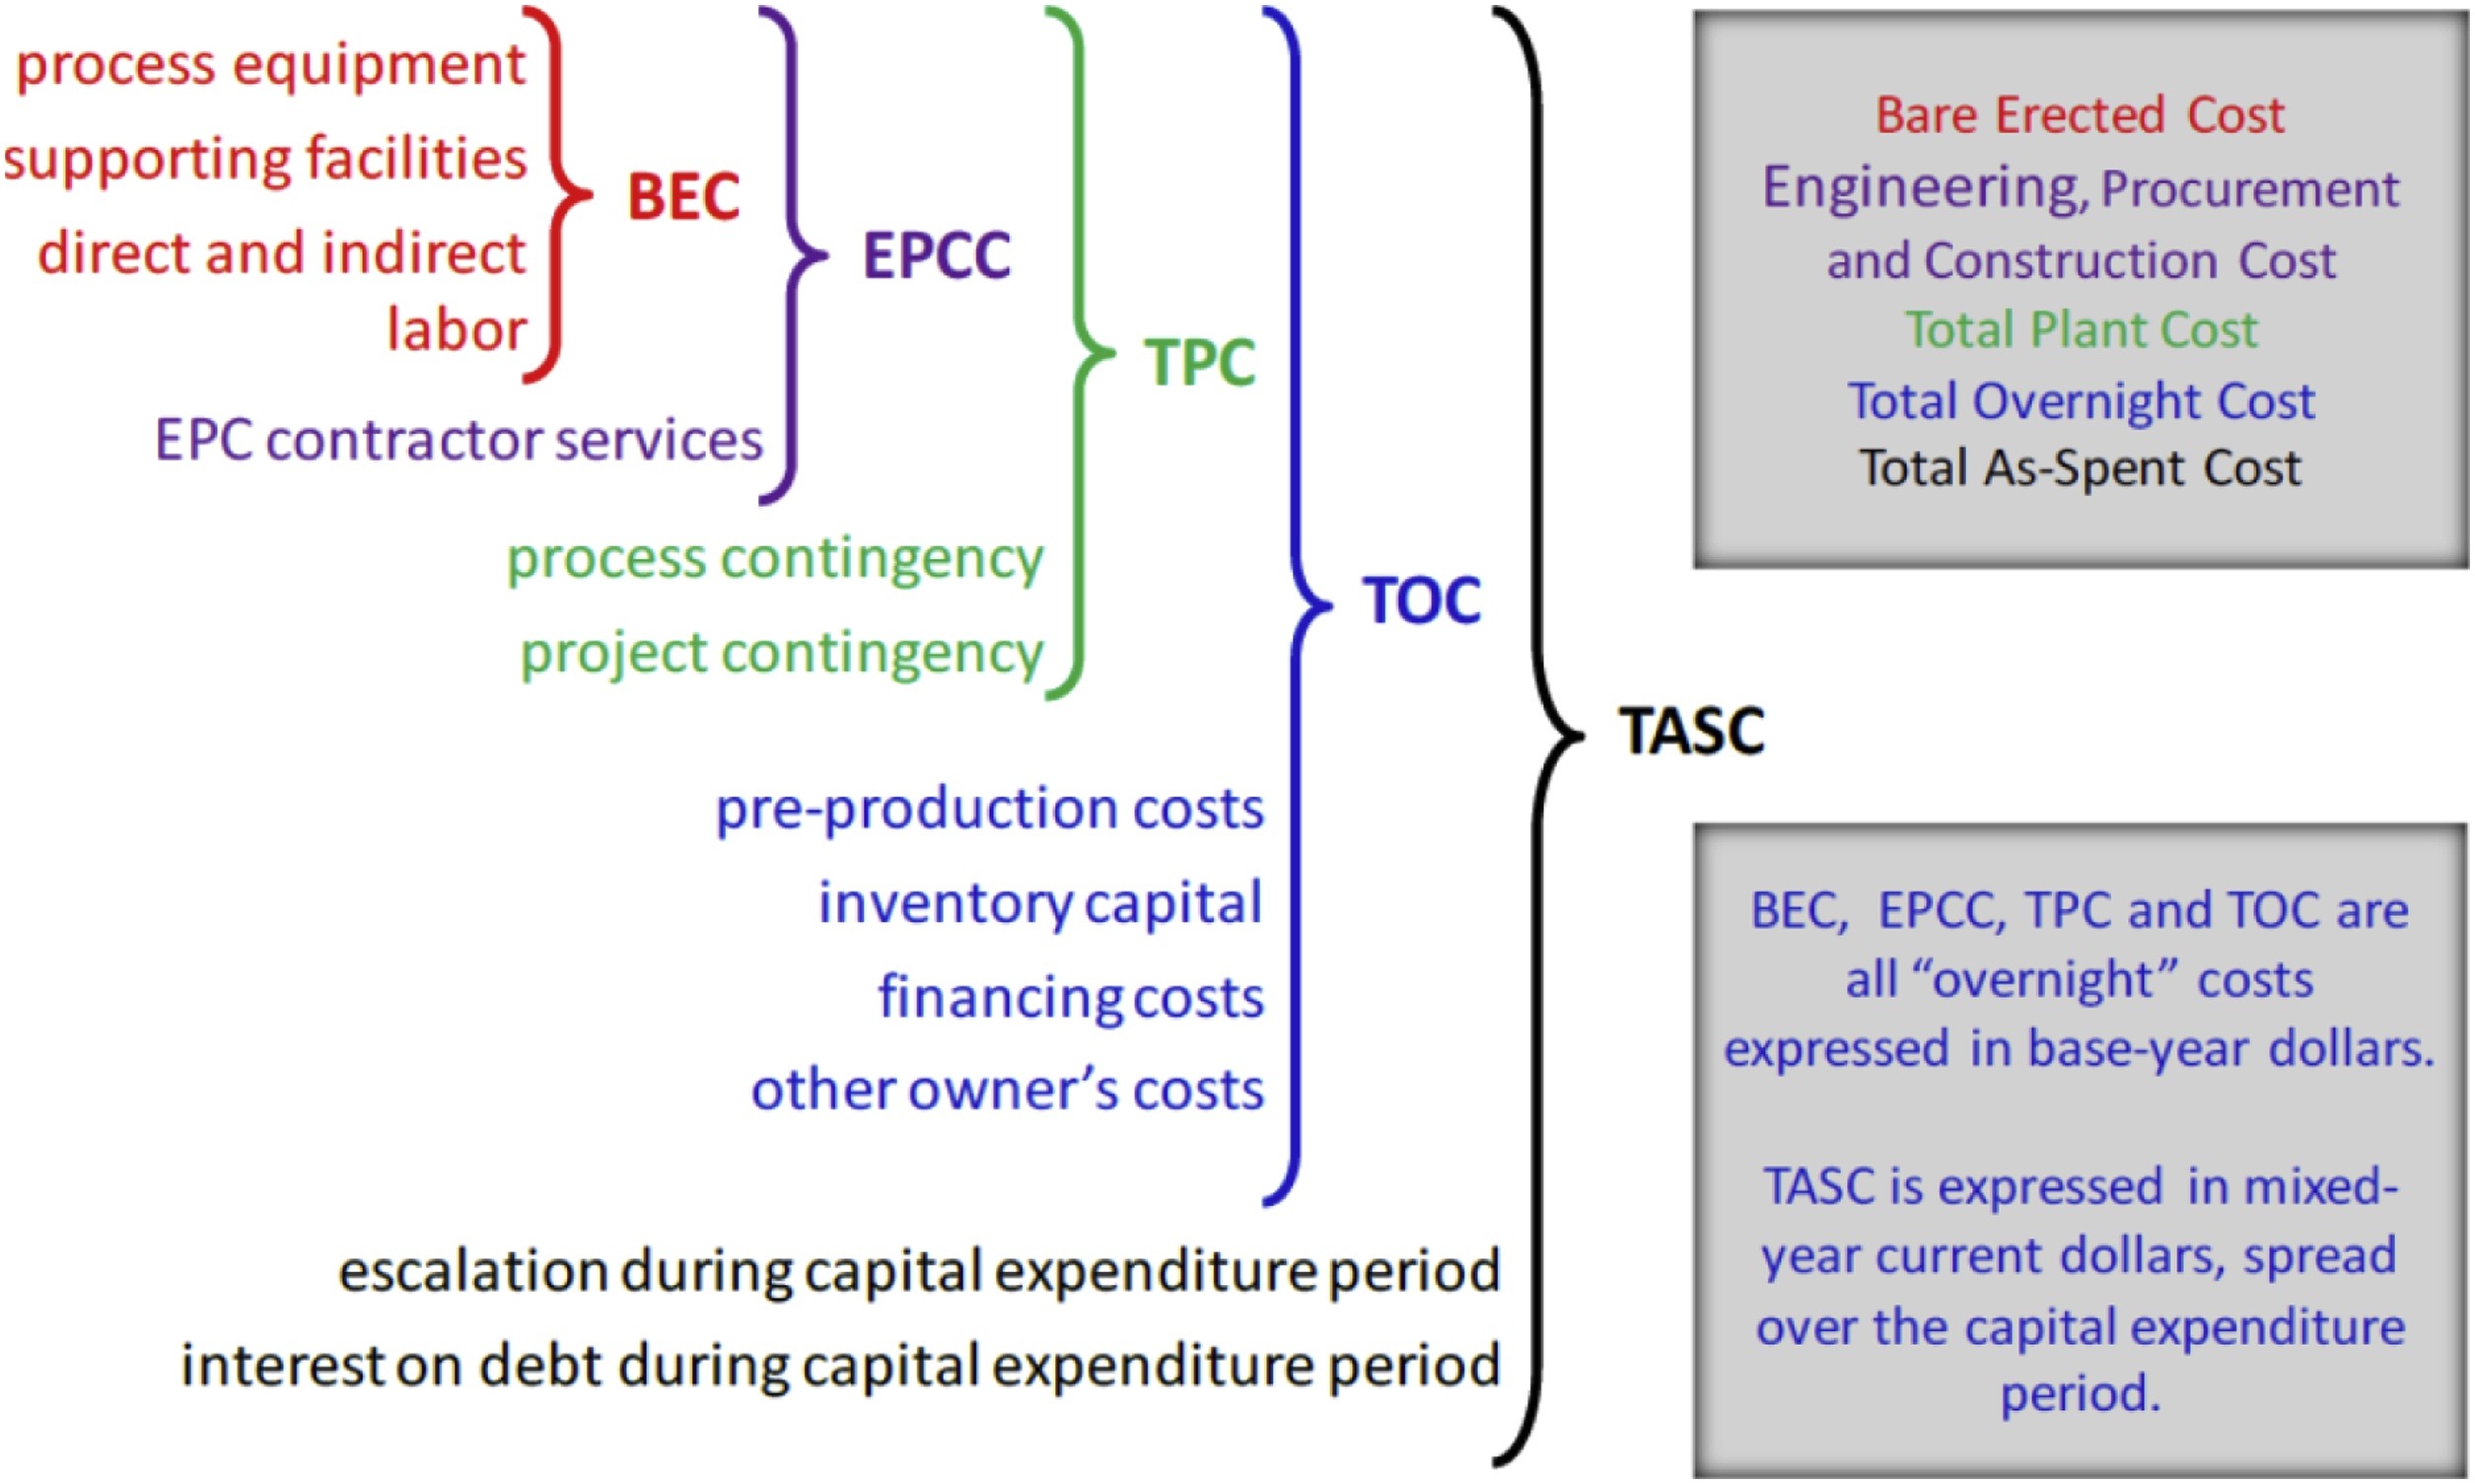 process equipment
supporting facilities
direct and indirect
labor
BEC
EPC contractor services
EPCC
process contingency
project contingency
TPC
pre-production costs
inventory capital
financing costs
other owner’s costs
TOC
escalation during capital expenditure period
interest on debt during capital expenditure period
TASC
Bare Erected Cost
Engineering, Procurement
and Construction Cost
Total Plant Cost
Total Overnight Cost
Total As-Spent Cost
BEC, EPCC, TPC and TOC are
all “overnight” costs
expressed in base-year dollars.
TASC is expressed in mixed-
year current dollars, spread
over the capital expenditure
period.